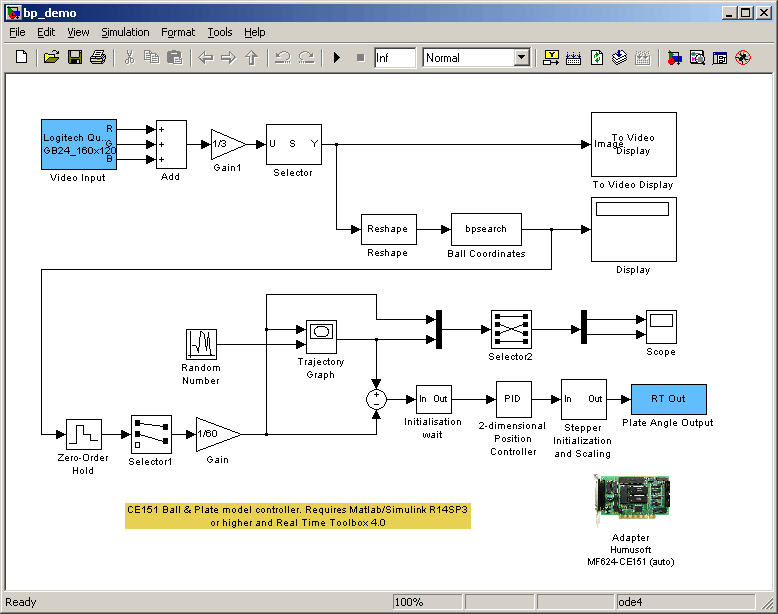 bp_demo
File Edit View Simulation Format Tools Help
Inf Normal
Logitech Qu..
GB24_160x120
R
G
B
Video Input
+
+
+
Add
1/3
Gain1
U S Y
Selector
Image
To Video
Display
To Video Display
Reshape
Reshape
bpsearch
Ball Coordinates
Display
Random
Number
Trajectory
Graph
Selector2
Scope
+
−
In Out
Initialisation
wait
PID
2-dimensional
Position
Controller
In Out
Stepper
Initialization
and Scaling
RT Out
Plate Angle Output
Zero-Order
Hold
Selector1
1/60
Gain
CE151 Ball & Plate model controller. Requires Matlab/Simulink R14SP3
or higher and Real Time Toolbox 4.0
Adapter
Humusoft
MF624-CE151 (auto)
Ready 100% ode4